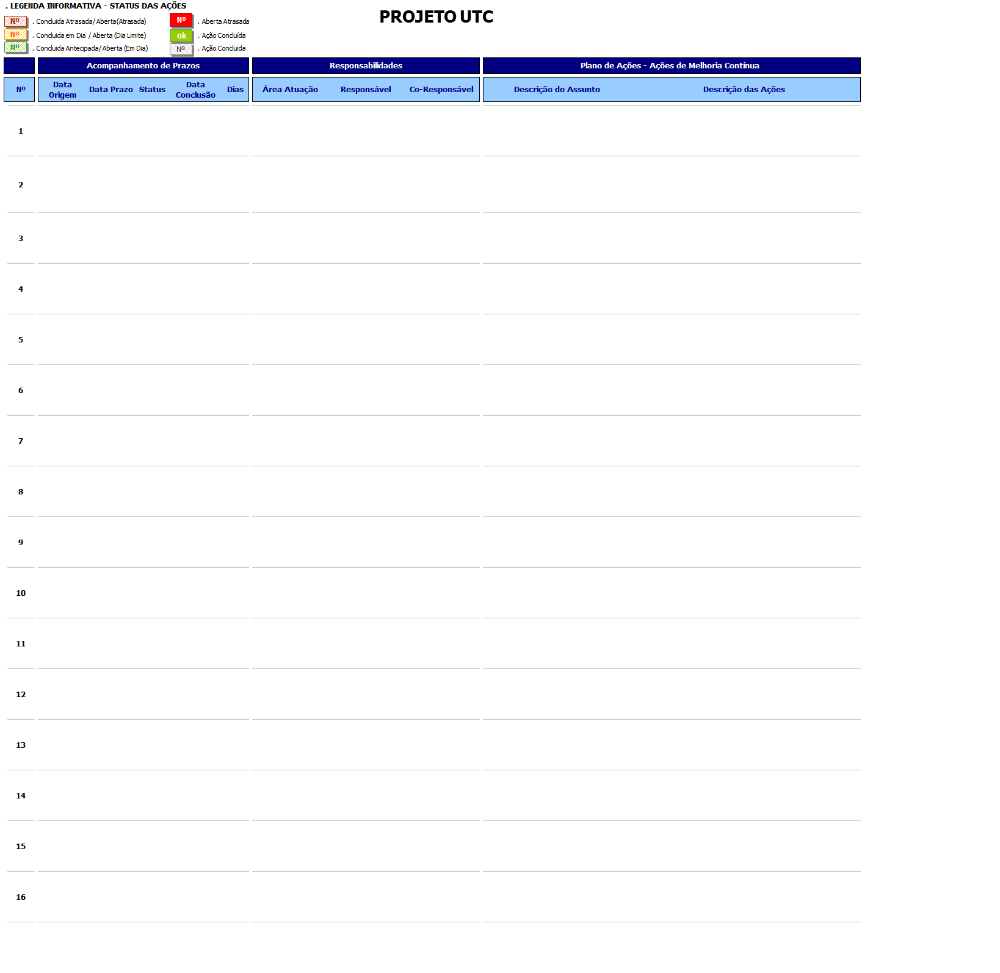 . LEGENDA INFORMATIVA - STATUS DAS AÇÕES
PROJETO UTC
Nº . Concluida Atrasada/ Aberta(Atrasada) Nº . Aberta Atrasada
Nº . Concluida em Dia / Aberta (Dia Limite) ok . Ação Concluída
Nº . Concluida Antecipada/ Aberta (Em Dia) Nº . Ação Concluida
Acompanhamento de Prazos Responsabilidades Plano de Ações - Ações de Melhoria Contínua
Nº Data Origem Data Prazo Status Data Conclusão Dias Área Atuação Responsável Co-Responsável Descrição do Assunto Descrição das Ações
1
2
3
4
5
6
7
8
9
10
11
12
13
14
15
16